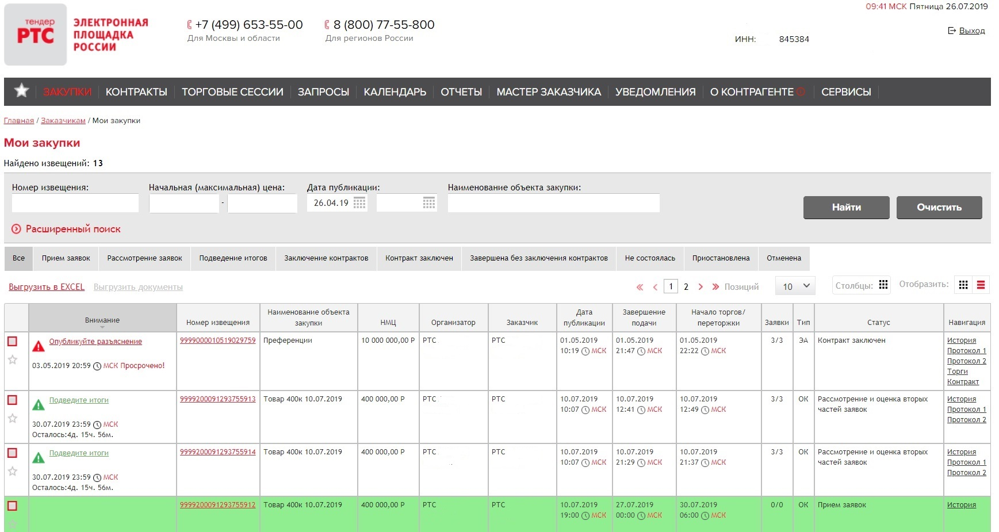 09:41 МСК Пятница 26.07.2019
тендер
РТС
ЭЛЕКТРОННАЯ
ПЛОЩАДКА
РОССИИ
+7 (499) 653-55-00
Для Москвы и области
8 (800) 77-55-800
Для регионов России
ИНН: 845384
Выход
ЗАКУПКИ КОНТРАКТЫ ТОРГОВЫЕ СЕССИИ ЗАПРОСЫ КАЛЕНДАРЬ ОТЧЕТЫ МАСТЕР ЗАКАЗЧИКА УВЕДОМЛЕНИЯ О КОНТРАГЕНТЕ СЕРВИСЫ
Главная / Заказчикам / Мои закупки
Мои закупки
Найдено извещений: 13
Номер извещения: Начальная (максимальная) цена: Дата публикации: Наименование объекта закупки:
- 26.04.19
Найти Очистить
Расширенный поиск
Все Прием заявок Рассмотрение заявок Подведение итогов Заключение контрактов Контракт заключен Завершена без заключения контрактов Не состоялась Приостановлена Отменена
Выгрузить в EXCEL Выгрузить документы
« ‹ 1 2 › » Позиций 10 Столбцы: Отобразить:
Внимание
Номер извещения
Наименование объекта
закупки
НМЦ
Организатор
Заказчик
Дата
публикации
Завершение
подачи
Начало торгов/
переторжки
Заявки
Тип
Статус
Навигация
Опубликуйте разъяснение
03.05.2019 20:59 МСК Просрочено!
9999000010519029759
Преференции
10 000 000,00 Р
РТС
РТС
01.05.2019
10:19 МСК
01.05.2019
21:47 МСК
01.05.2019
22:22 МСК
3/3
ЭА
Контракт заключен
История
Протокол 1
Протокол 2
Торги
Контракт
Подведите итоги
30.07.2019 23:59 МСК
Осталось:4д. 15ч. 56м.
9999200091293755913
Товар 400к 10.07.2019
400 000,00 Р
РТС
РТС
10.07.2019
10:07 МСК
10.07.2019
12:41 МСК
10.07.2019
12:49 МСК
3/3
ОК
Рассмотрение и оценка вторых
частей заявок
История
Протокол 1
Протокол 2
Подведите итоги
30.07.2019 23:59 МСК
Осталось:4д. 15ч. 56м.
9999200091293755914
Товар 400к 10.07.2019
400 000,00 Р
РТС
РТС
10.07.2019
10:07 МСК
10.07.2019
21:29 МСК
10.07.2019
21:37 МСК
3/3
ОК
Рассмотрение и оценка вторых
частей заявок
История
Протокол 1
Протокол 2
9999200091293755912
Товар 400к 10.07.2019
400 000,00 Р
РТС
РТС
10.07.2019
19:00 МСК
27.07.2019
00:00 МСК
30.07.2019
06:00 МСК
0/0
ОК
Прием заявок
История